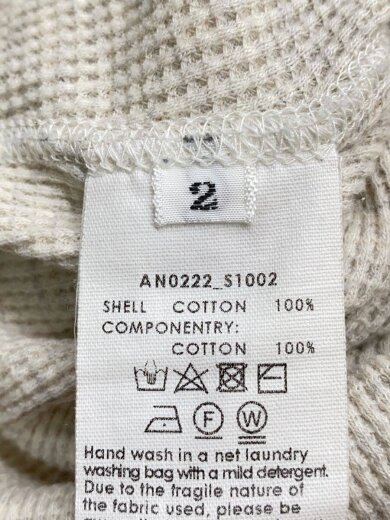 2
AN0222_S1002
SHELL COTTON 100%
COMPONENTRY:
COTTON 100%
F W
Hand wash in a net laundry
washing bag with a mild detergent.
Due to the fragile nature of
the fabric used, please be